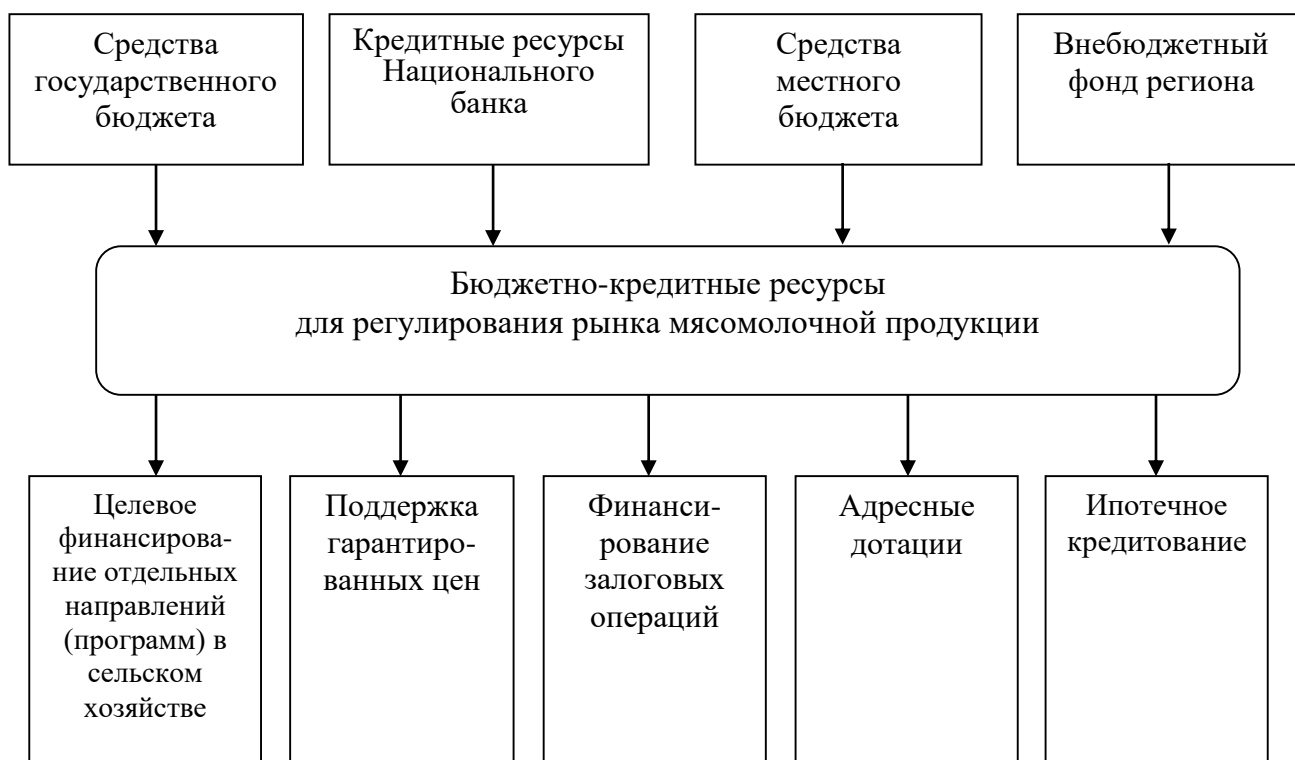 Средства
государственного
бюджета
Кредитные ресурсы
Национального
банка
Средства
местного
бюджета
Внебюджетный
фонд региона
Бюджетно-кредитные ресурсы
для регулирования рынка мясомолочной продукции
Целевое
финансирова-
ние отдельных
направлений
(программ) в
сельском
хозяйстве
Поддержка
гарантиро-
ванных цен
Финанси-
рование
залоговых
операций
Адресные
дотации
Ипотечное
кредитование